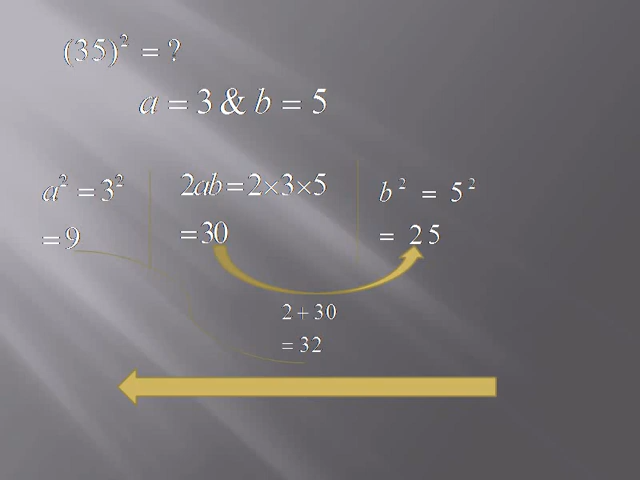 (35)² = ?
a = 3 & b = 5
a² = 3²
= 9
2ab = 2×3×5
= 30
b² = 5²
= 25
2 + 30
= 32